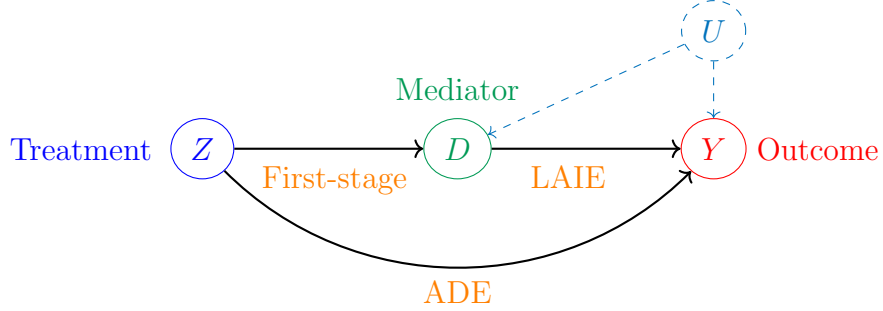 U
Mediator
Treatment
Z
D
Y
Outcome
First-stage
LAIE
ADE